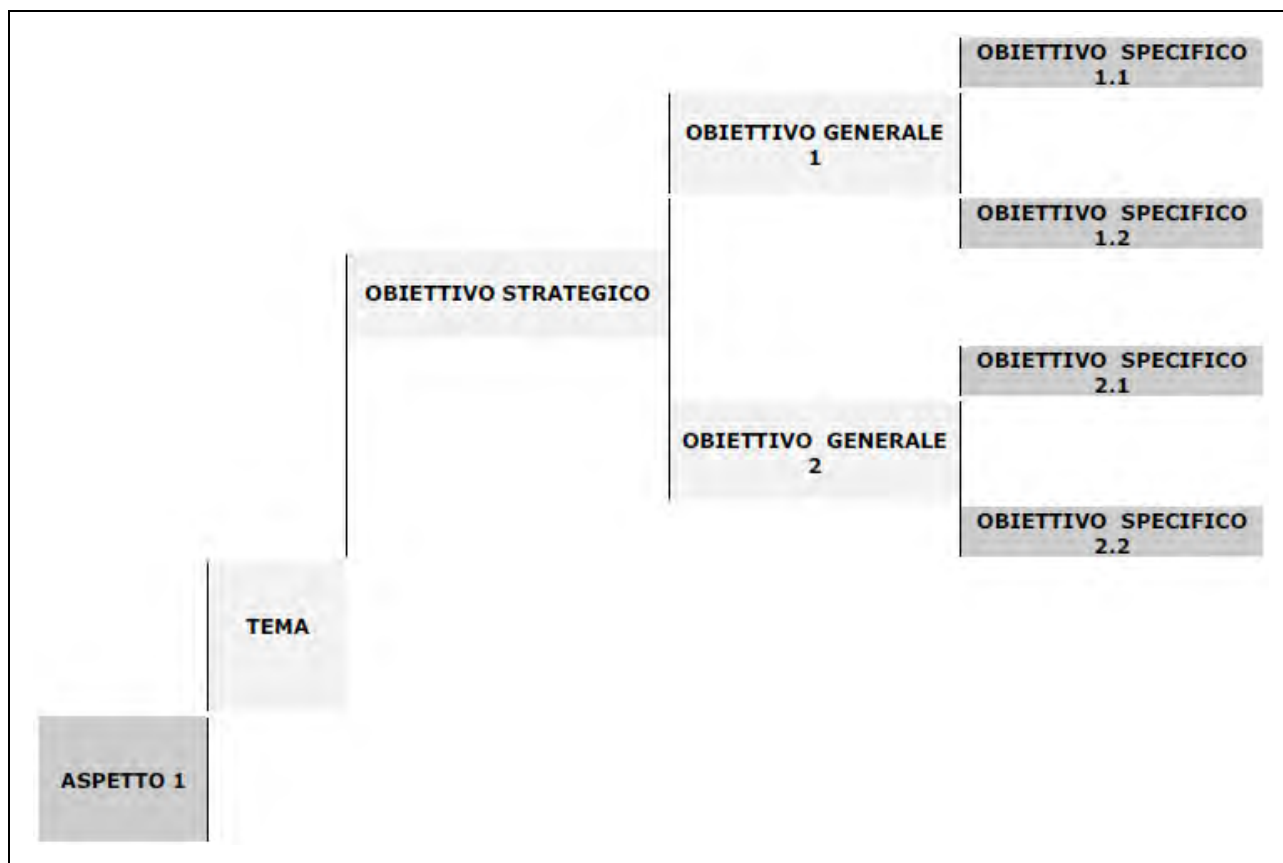 OBIETTIVO SPECIFICO
1.1
OBIETTIVO GENERALE
1
OBIETTIVO SPECIFICO
1.2
OBIETTIVO STRATEGICO
OBIETTIVO SPECIFICO
2.1
OBIETTIVO GENERALE
2
OBIETTIVO SPECIFICO
2.2
TEMA
ASPETTO 1